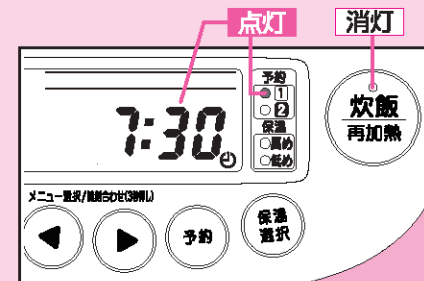 点灯
消灯
予約
1
2
保温
高め
低め
7:30
炊飯
再加熱
メニュー選択/時刻合わせ(3秒押し)
予約
保温
選択